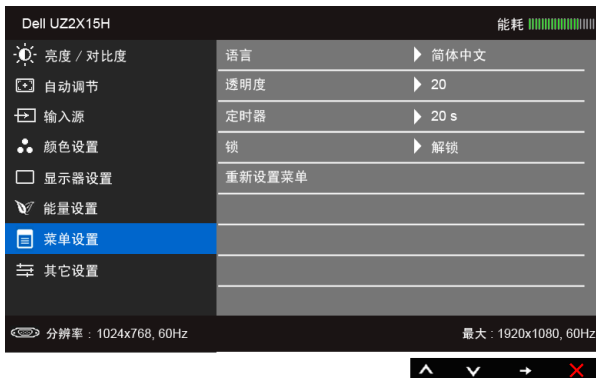 Dell UZ2X15H 能耗
亮度 / 对比度 语言 简体中文
自动调节 透明度 20
输入源 定时器 20 s
颜色设置 锁 解锁
显示器设置 重新设置菜单
能量设置
菜单设置
其它设置
分辨率 : 1024x768, 60Hz 最大 : 1920x1080, 60Hz